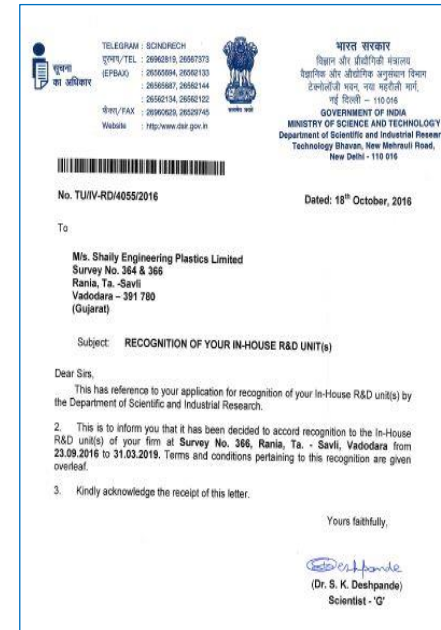 सूचना
का अधिकार
TELEGRAM : SCINDRECH
दूरभाष/TEL : 26962819, 26567373
(EPBAX) : 26565694, 26562133
: 26565687, 26562144
: 26562134, 26562122
फैक्स/FAX : 26960629, 26529745
Website : http:/www.dsir.gov.in
सत्यमेव जयते
भारत सरकार
विज्ञान और प्रौद्योगिकी मंत्रालय
वैज्ञानिक और औद्योगिक अनुसंधान विभाग
टेक्नोलॉजी भवन, नया महरौली मार्ग,
नई दिल्ली – 110 016
GOVERNMENT OF INDIA
MINISTRY OF SCIENCE AND TECHNOLOGY
Department of Scientific and Industrial Resear
Technology Bhavan, New Mehrauli Road,
New Delhi - 110 016
No. TU/IV-RD/4055/2016
Dated: 18th October, 2016
To
M/s. Shaily Engineering Plastics Limited
Survey No. 364 & 366
Rania, Ta. -Savli
Vadodara – 391 780
(Gujarat)
Subject: RECOGNITION OF YOUR IN-HOUSE R&D UNIT(s)
Dear Sirs,
This has reference to your application for recognition of your In-House R&D unit(s) by
the Department of Scientific and Industrial Research.
2. This is to inform you that it has been decided to accord recognition to the In-House
R&D unit(s) of your firm at Survey No. 366, Rania, Ta. - Savli, Vadodara from
23.09.2016 to 31.03.2019. Terms and conditions pertaining to this recognition are given
overleaf.
3. Kindly acknowledge the receipt of this letter.
Yours faithfully,
Deshpande
(Dr. S. K. Deshpande)
Scientist - 'G'